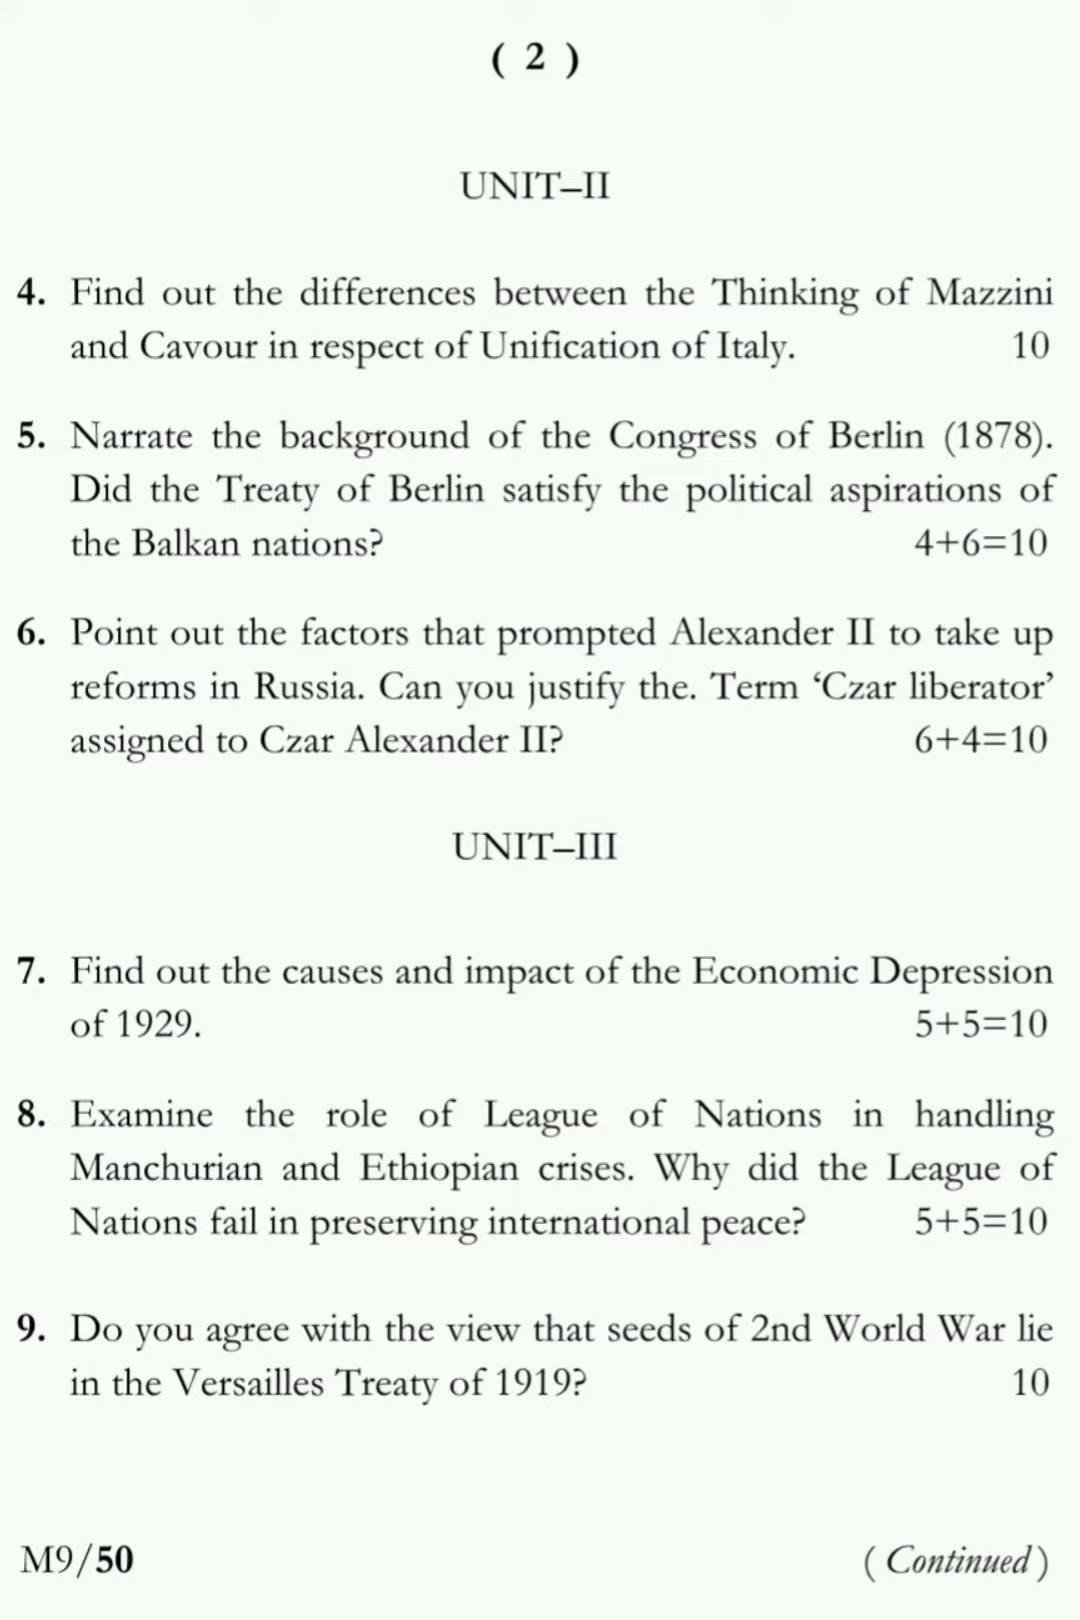 ( 2 )
UNIT–II
4. Find out the differences between the Thinking of Mazzini
and Cavour in respect of Unification of Italy. 10
5. Narrate the background of the Congress of Berlin (1878).
Did the Treaty of Berlin satisfy the political aspirations of
the Balkan nations? 4+6=10
6. Point out the factors that prompted Alexander II to take up
reforms in Russia. Can you justify the. Term ‘Czar liberator’
assigned to Czar Alexander II? 6+4=10
UNIT–III
7. Find out the causes and impact of the Economic Depression
of 1929. 5+5=10
8. Examine the role of League of Nations in handling
Manchurian and Ethiopian crises. Why did the League of
Nations fail in preserving international peace? 5+5=10
9. Do you agree with the view that seeds of 2nd World War lie
in the Versailles Treaty of 1919? 10
M9/50 (Continued)